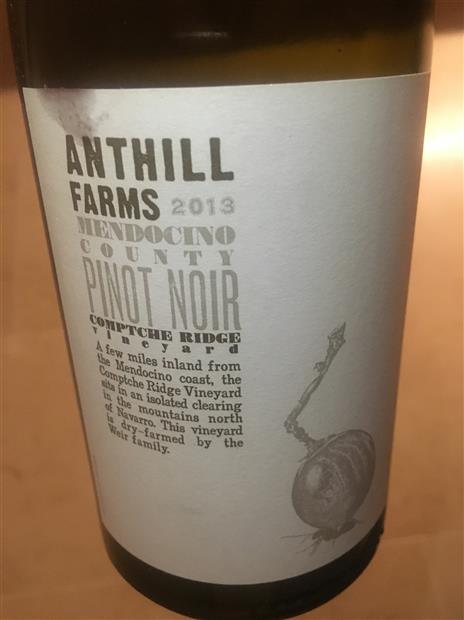 ANTHILL
FARMS 2013
MENDOCINO
COUNTY
PINOT NOIR
COMPTCHE RIDGE
vineyard
A few miles inland from
the Mendocino coast, the
Comptche Ridge Vineyard
sits in an isolated clearing
in the mountains north
of Navarro. This vineyard
is dry-farmed by the
Weir family.